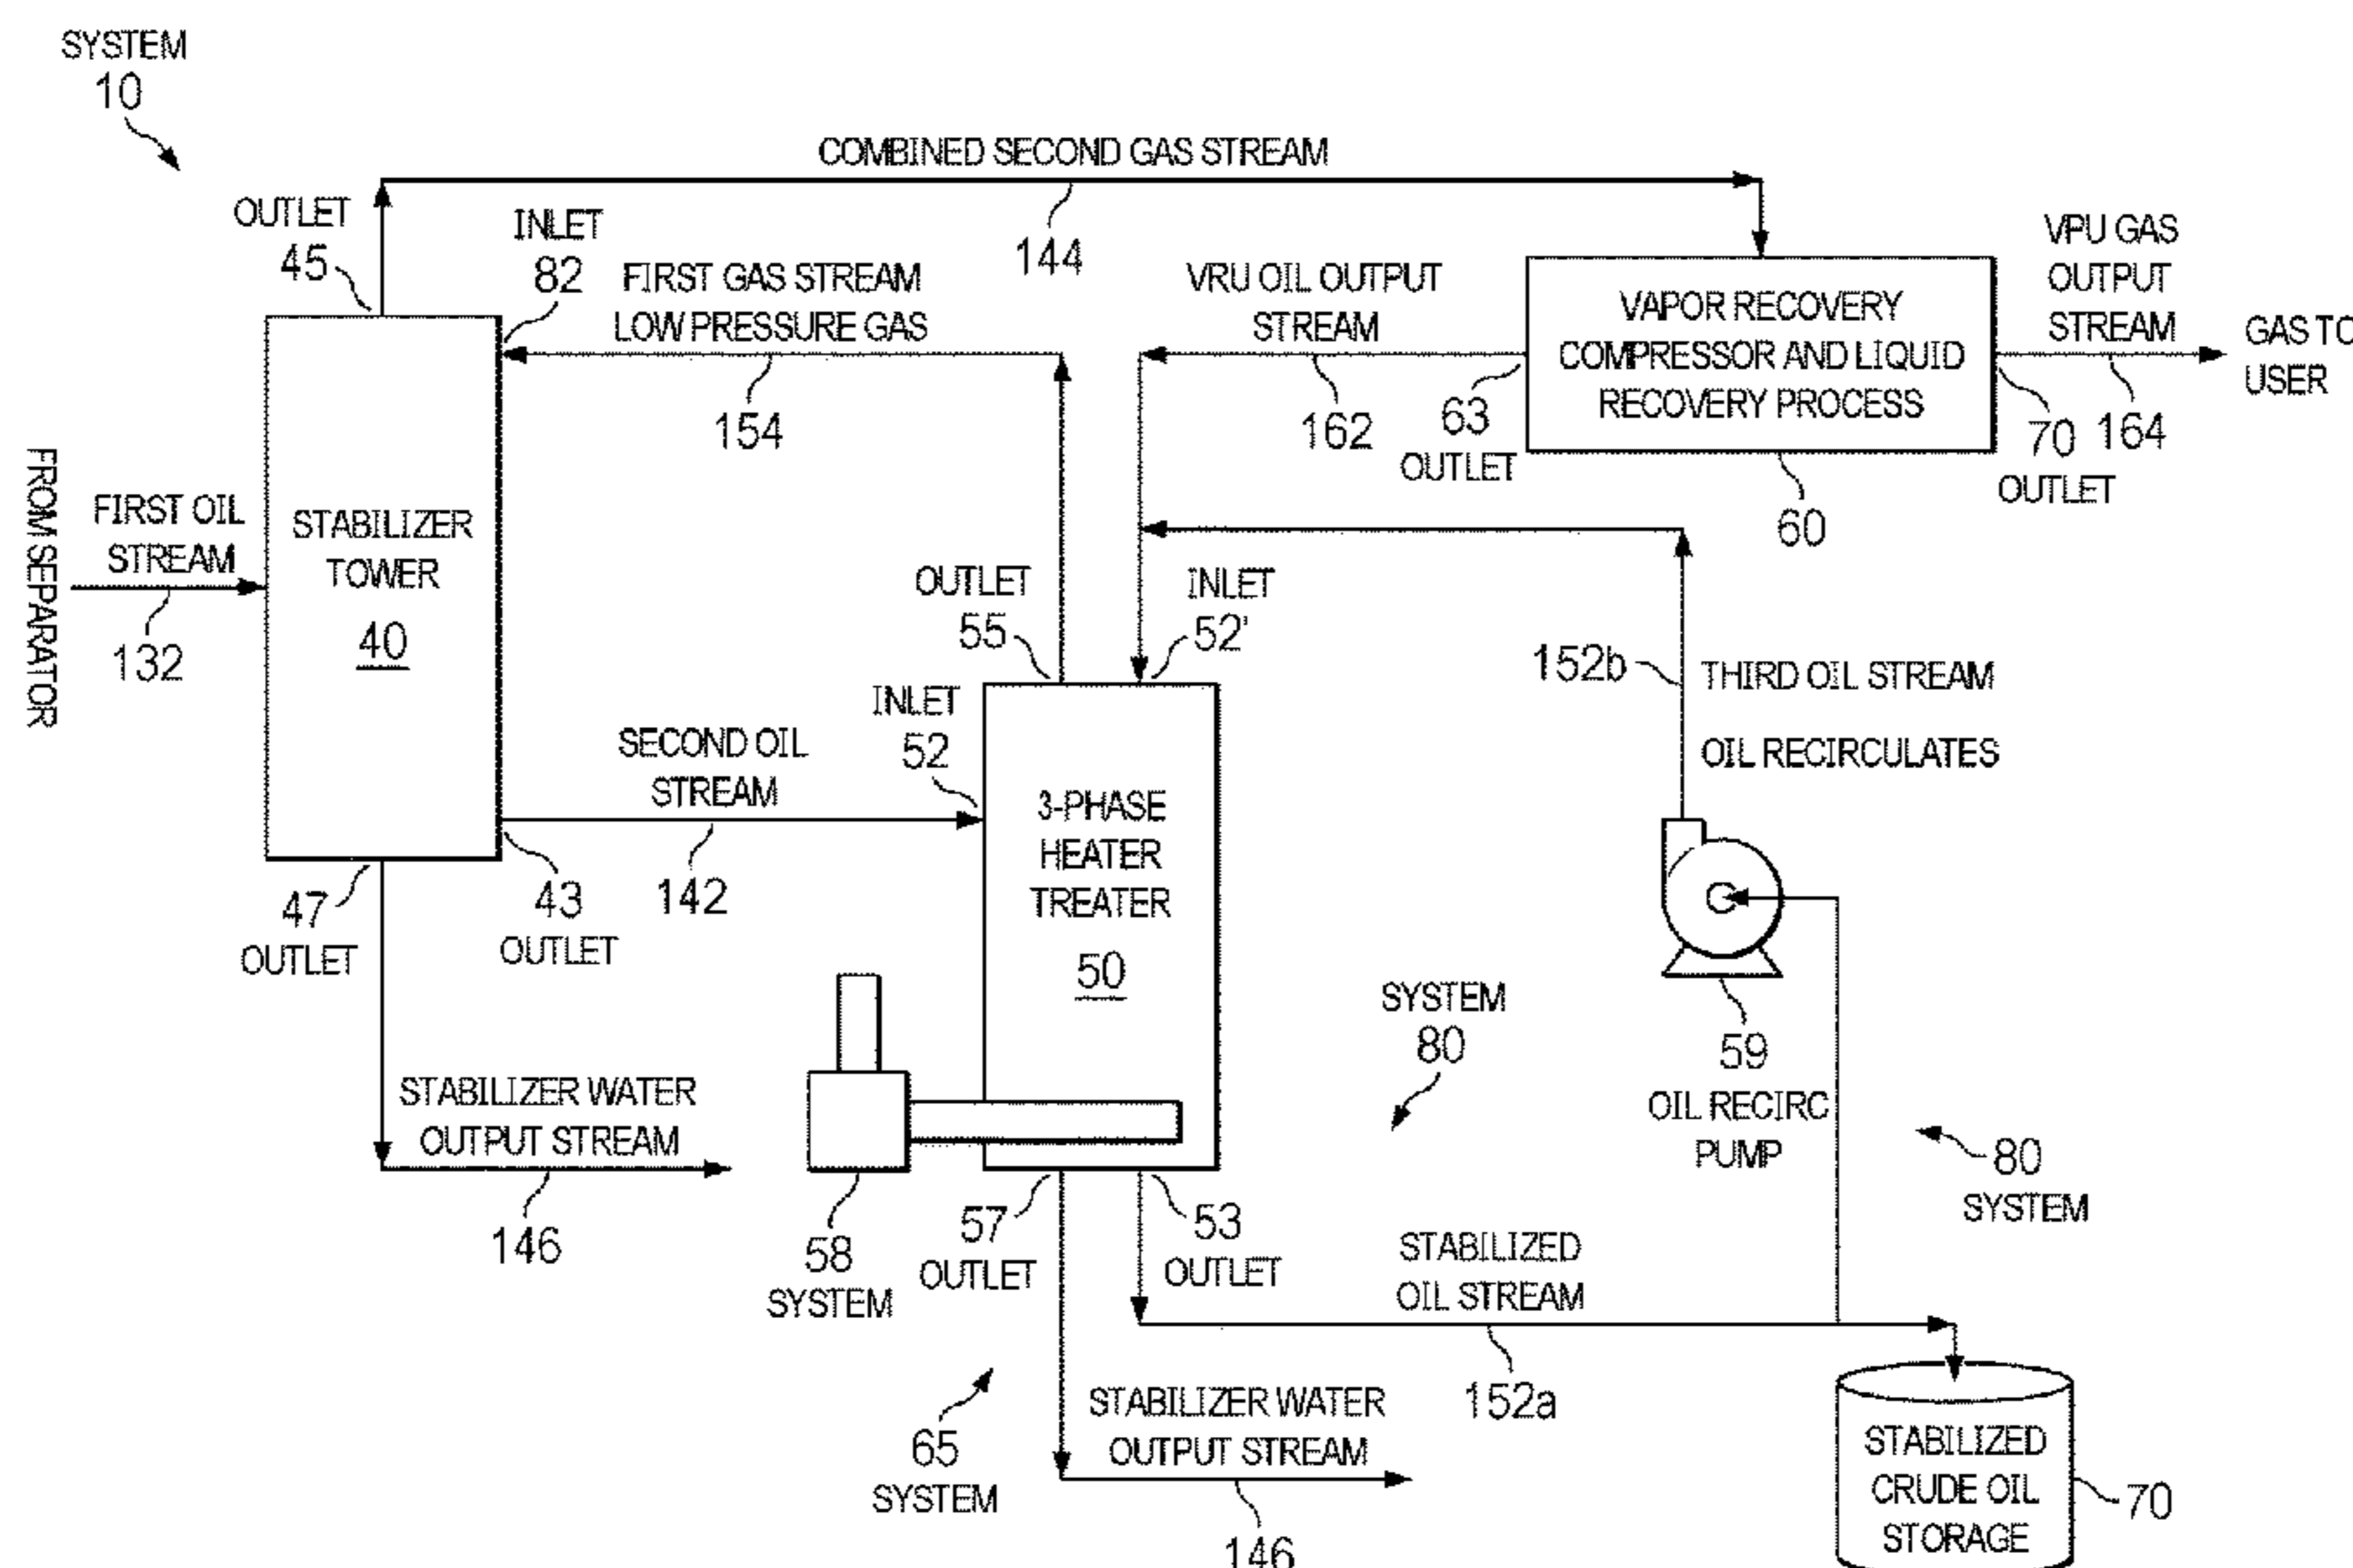 SYSTEM
10
COMBINED SECOND GAS STREAM
144
OUTLET
45
INLET
82
FIRST GAS STREAM
LOW PRESSURE GAS
154
VRU OIL OUTPUT
STREAM
162
63
OUTLET
VAPOR RECOVERY
COMPRESSOR AND LIQUID
RECOVERY PROCESS
60
VPU GAS
OUTPUT
STREAM
70
OUTLET
164
GAS TO
USER
FROM SEPARATOR
FIRST OIL
STREAM
132
STABILIZER
TOWER
40
OUTLET
55
INLET
52'
INLET
52
SECOND OIL
STREAM
142
43
OUTLET
47
OUTLET
3-PHASE
HEATER
TREATER
50
152b
THIRD OIL STREAM
OIL RECIRCULATES
59
OIL RECIRC
PUMP
SYSTEM
80
80
SYSTEM
STABILIZER WATER
OUTPUT STREAM
146
58
SYSTEM
57
OUTLET
53
OUTLET
STABILIZED
OIL STREAM
152a
65
SYSTEM
STABILIZER WATER
OUTPUT STREAM
146
STABILIZED
CRUDE OIL
STORAGE
70